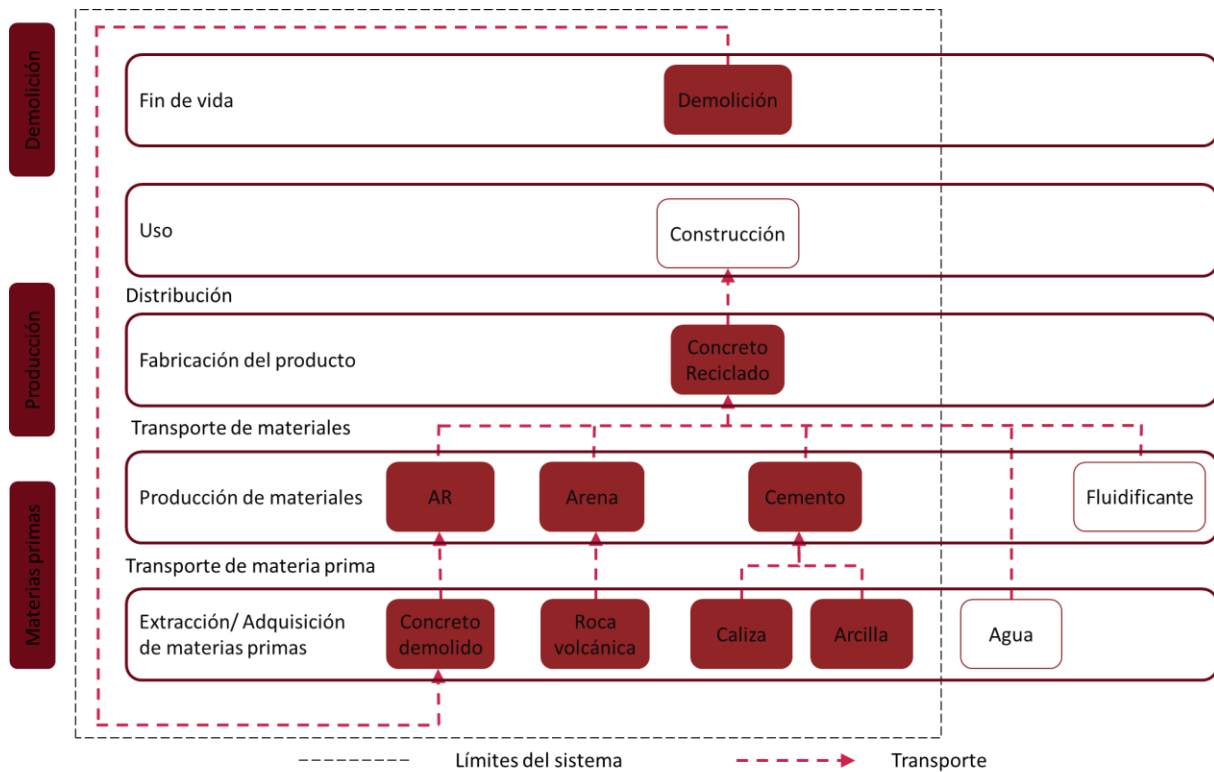 Demolición
Fin de vida
Demolición
Uso
Construcción
Distribución
Producción
Fabricación del producto
Concreto
Reciclado
Transporte de materiales
Materias primas
Producción de materiales
AR
Arena
Cemento
Fluidificante
Transporte de materia prima
Extracción/ Adquisición
de materias primas
Concreto
demolido
Roca
volcánica
Caliza
Arcilla
Agua
Límites del sistema
Transporte